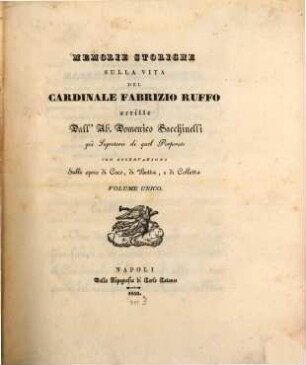 MEMORIE STORICHE
SULLA VITA
DEL
CARDINALE FABRIZIO RUFFO
scritte
Dall' Ab. Domenico Sacchinelli
già Segretario di quel Porporato
CON OSSERVAZIONI
Sulle opere di Cuoco, di Botta, e di Colletta
VOLUME UNICO.
NAPOLI
Dalla Tipografia di Carlo Cataneo
1836.